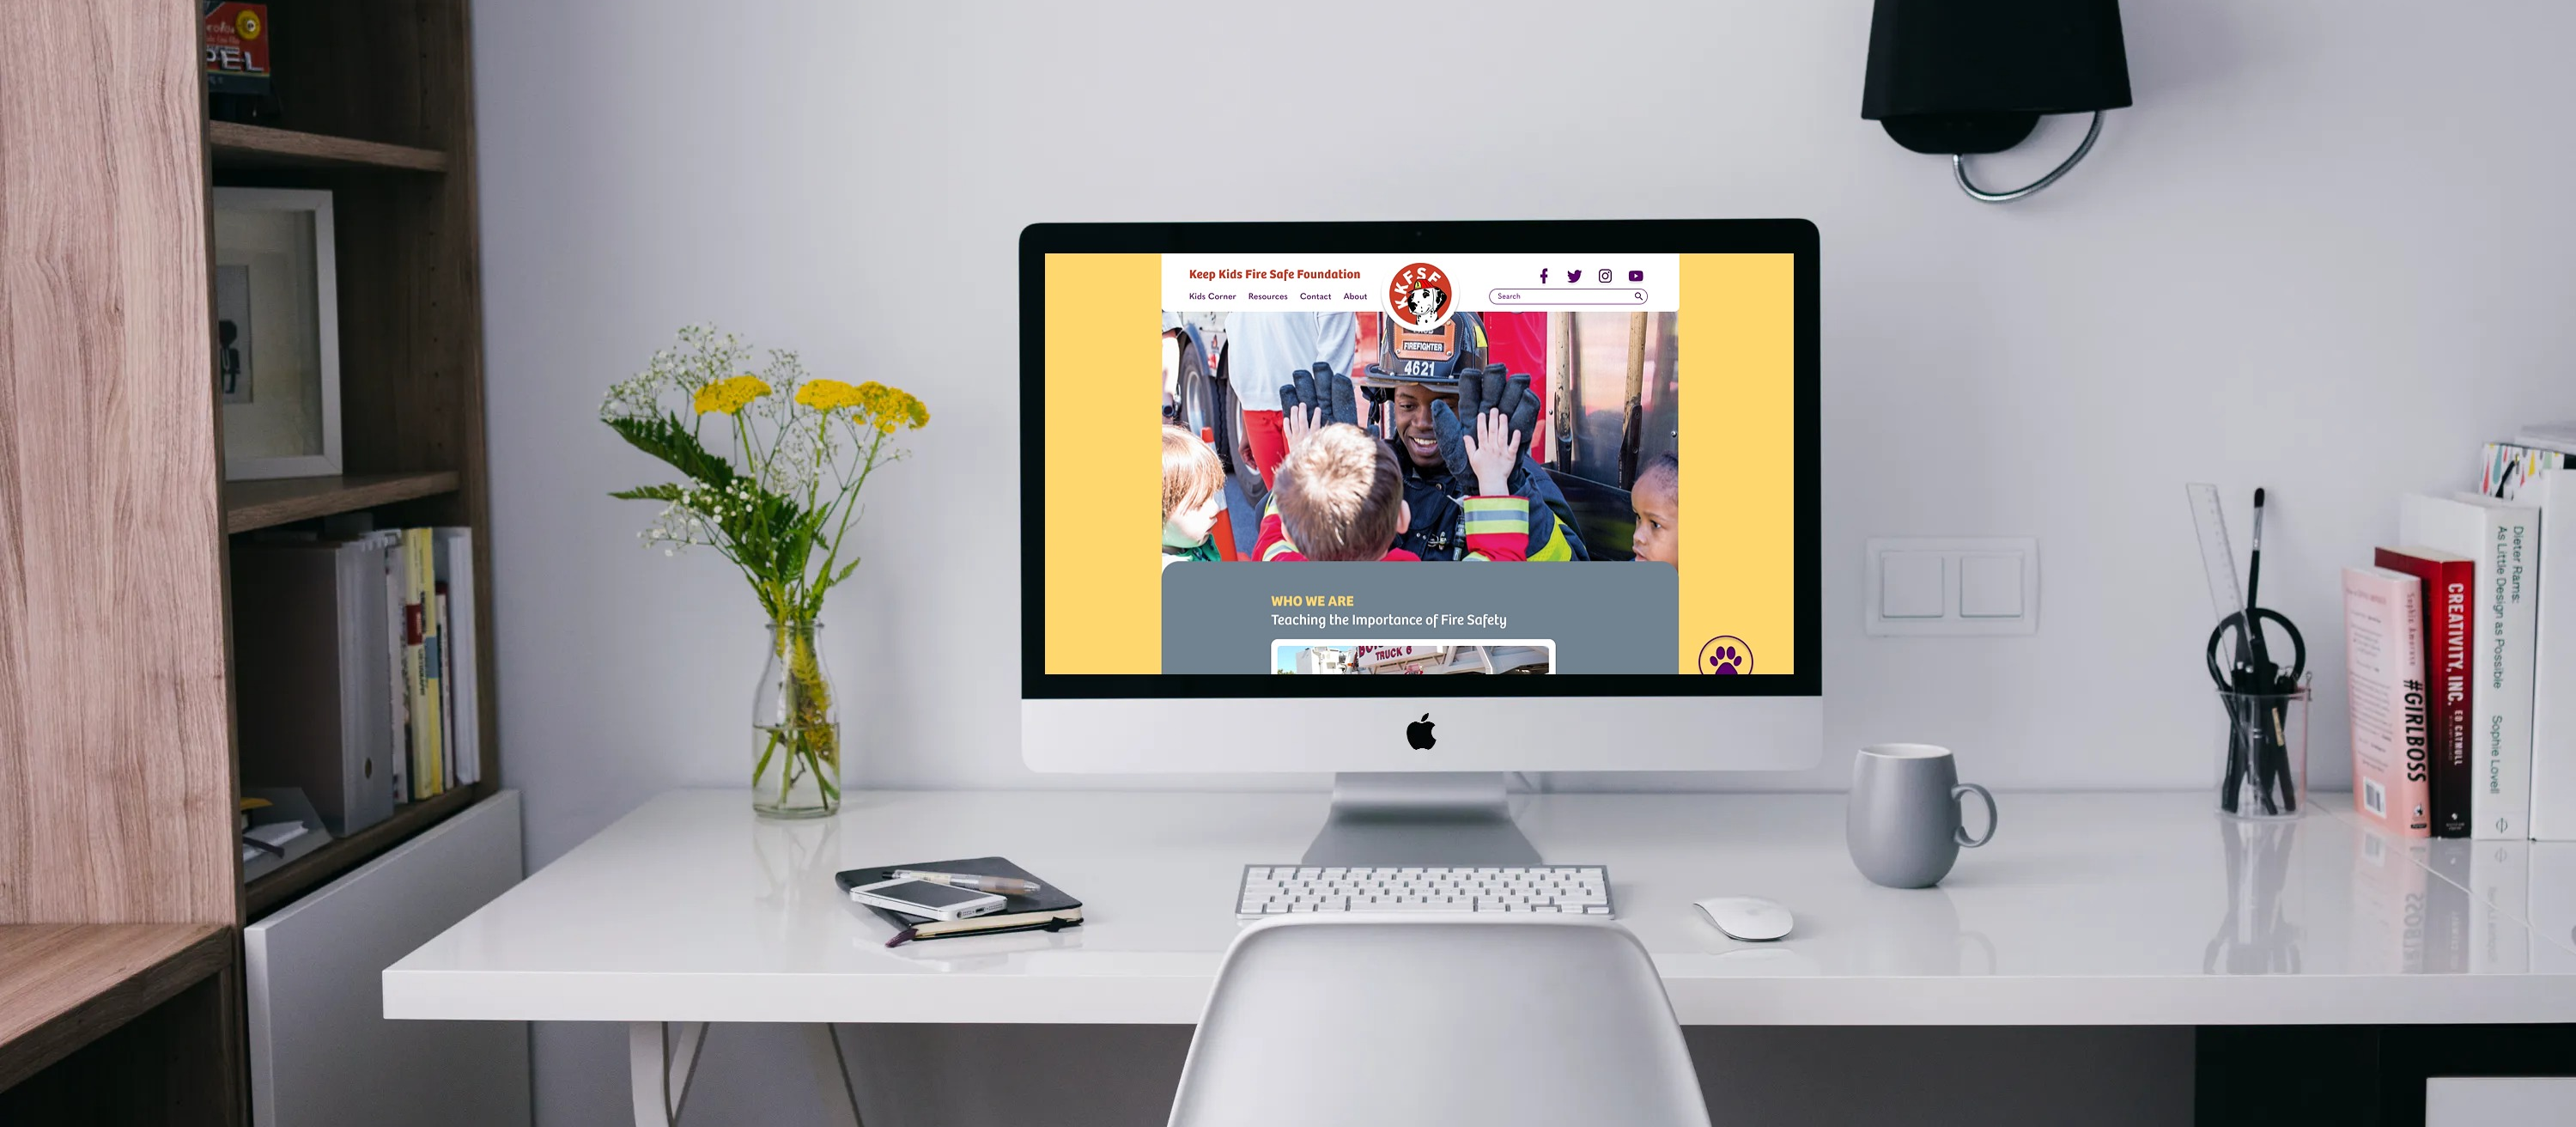 Keep Kids Fire Safe Foundation
Kids Corner Resources Contact About
KKFSF
Search
FIREFIGHTER
4621
WHO WE ARE
Teaching the Importance of Fire Safety
TRUCK 6
#GIRLBOSS
Sophia Amoruso
CREATIVITY, INC. ED CATMULL
Dieter Rams:
As Little Design as Possible Sophie Lovell